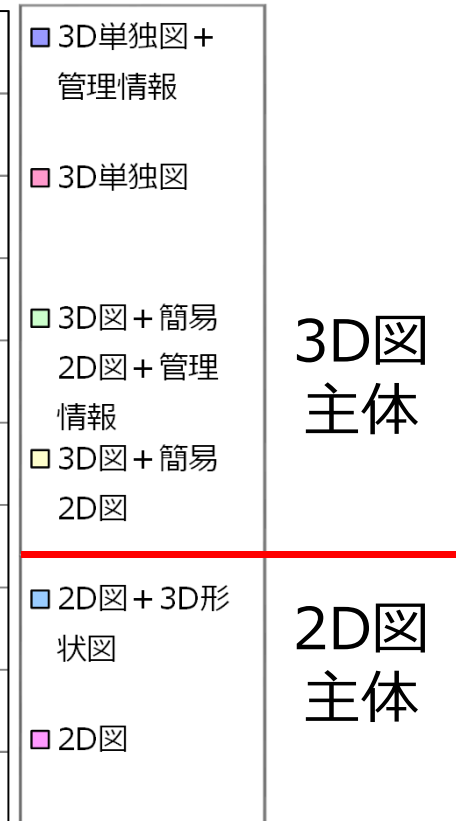 3D単独図＋
管理情報
3D単独図
3D図＋簡易
2D図＋管理
情報
3D図＋簡易
2D図
3D図
主体
2D図＋3D形
状図
2D図
2D図
主体